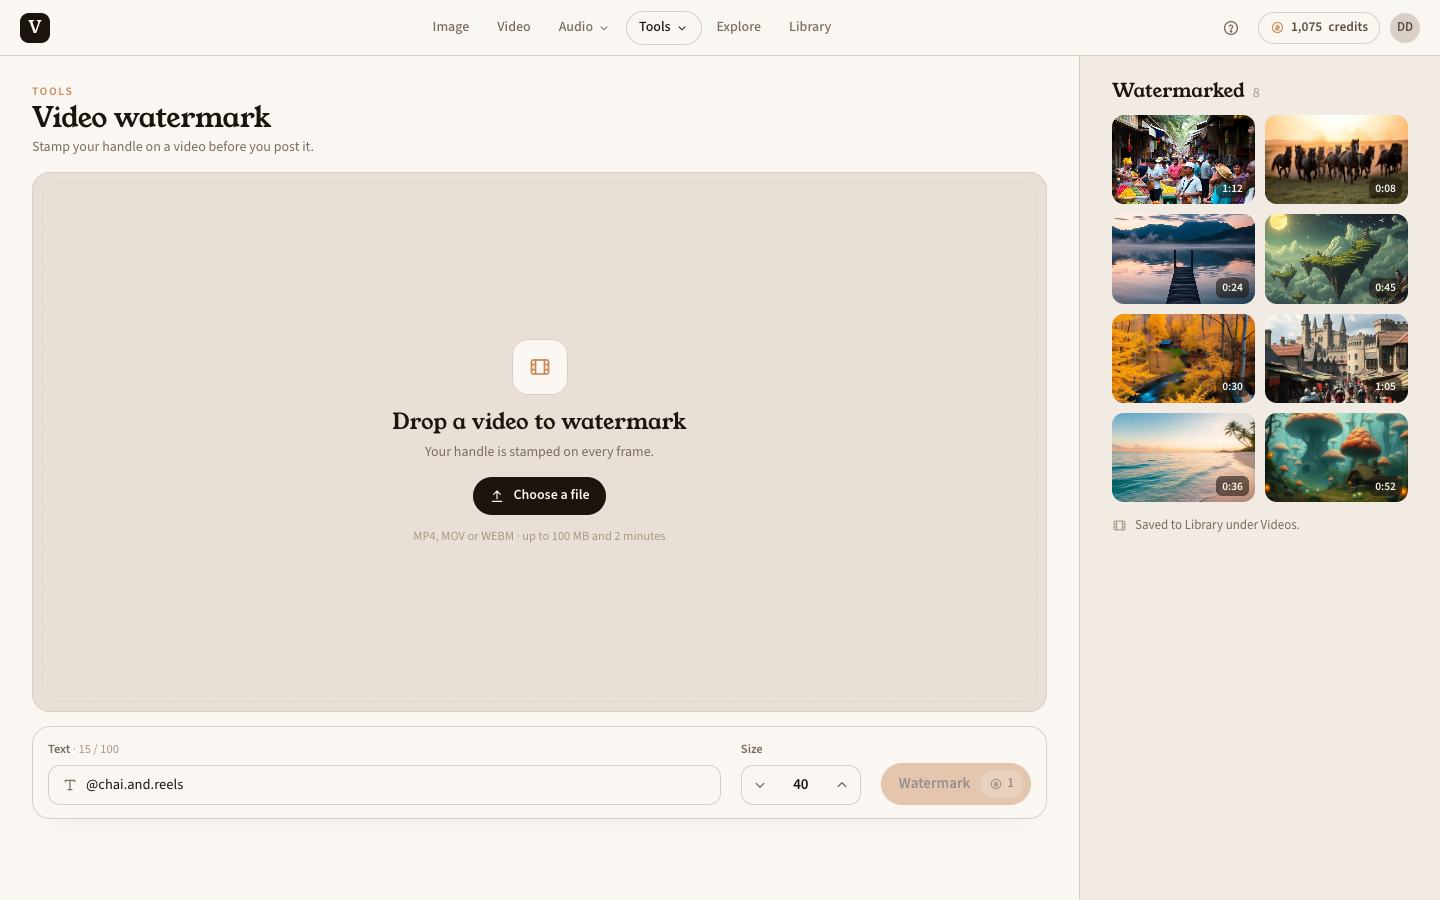 V
Image
Video
Audio
Tools
Explore
Library
1,075 credits
DD
TOOLS
Video watermark
Stamp your handle on a video before you post it.
Drop a video to watermark
Your handle is stamped on every frame.
Choose a file
MP4, MOV or WEBM · up to 100 MB and 2 minutes
Text · 15 / 100
@chai.and.reels
Size
40
Watermark 1
Watermarked 8
1:12
0:08
0:24
0:45
0:30
1:05
0:36
0:52
Saved to Library under Videos.